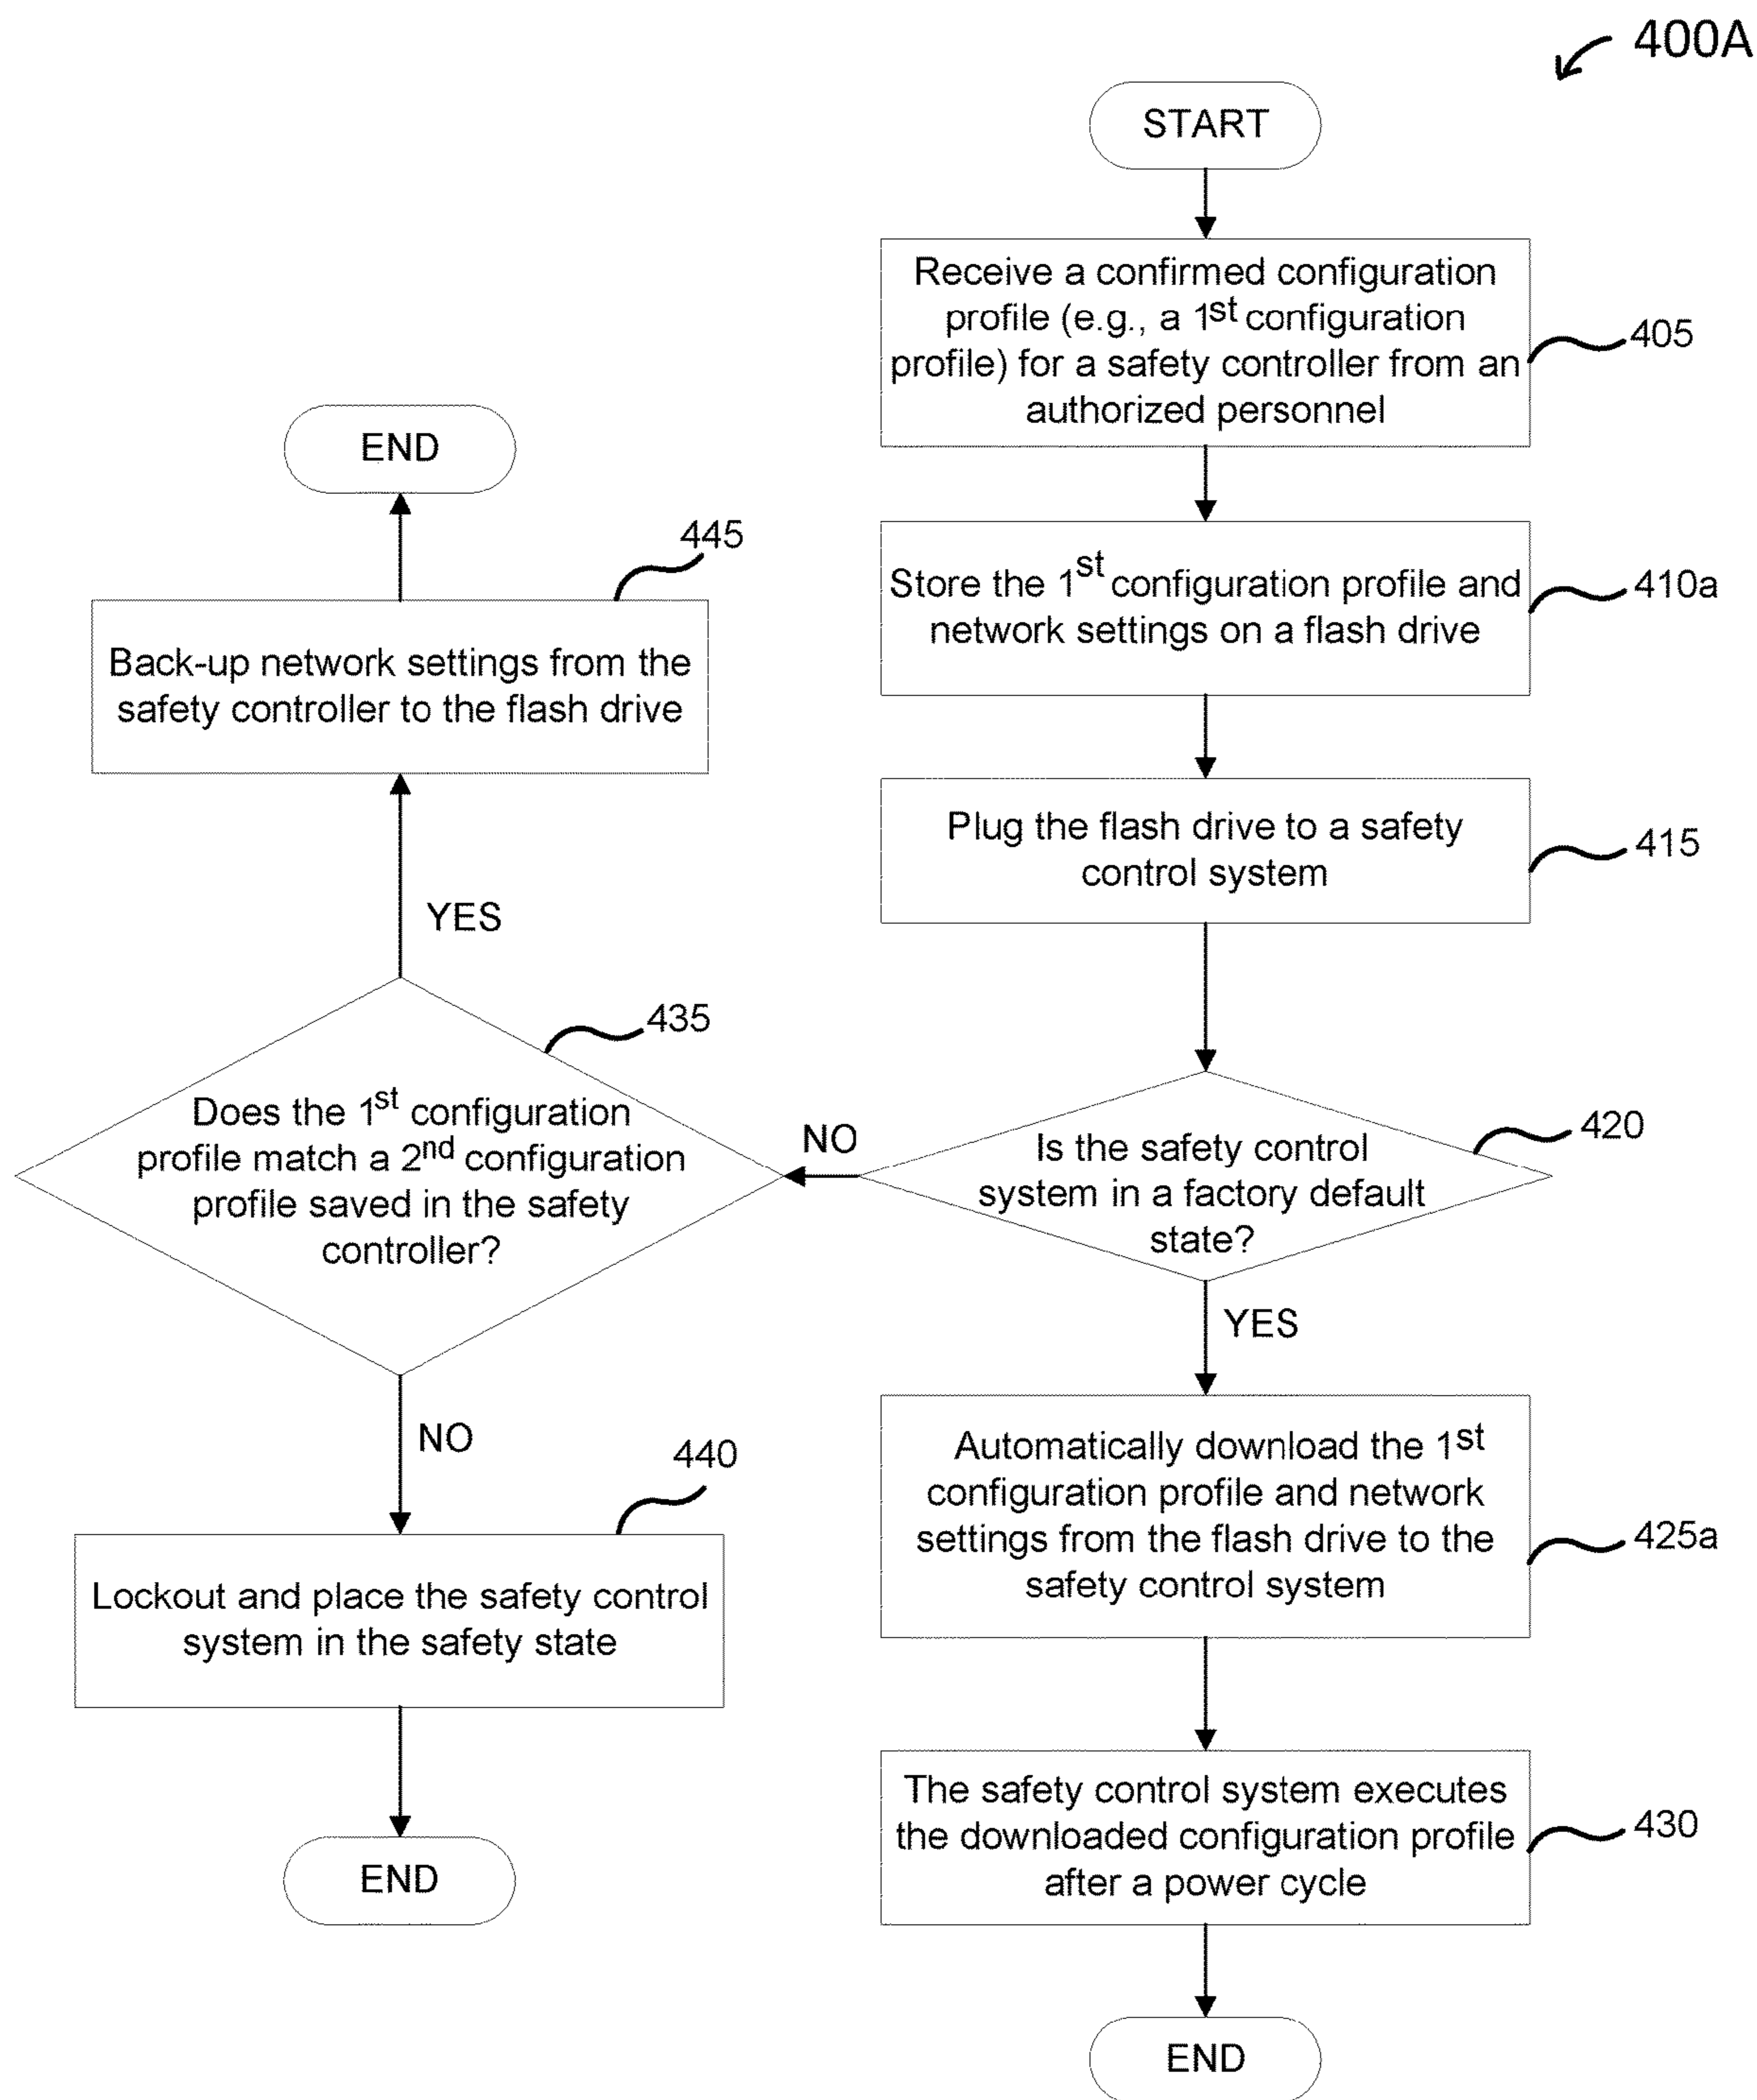 400A
START
Receive a confirmed configuration
profile (e.g., a 1st configuration
profile) for a safety controller from an
authorized personnel
405
Store the 1st configuration profile and
network settings on a flash drive
410a
Plug the flash drive to a safety
control system
415
Is the safety control
system in a factory default
state?
420
NO
YES
Automatically download the 1st
configuration profile and network
settings from the flash drive to the
safety control system
425a
The safety control system executes
the downloaded configuration profile
after a power cycle
430
END
Does the 1st configuration
profile match a 2nd configuration
profile saved in the safety
controller?
435
YES
Back-up network settings from the
safety controller to the flash drive
445
END
NO
Lockout and place the safety control
system in the safety state
440
END